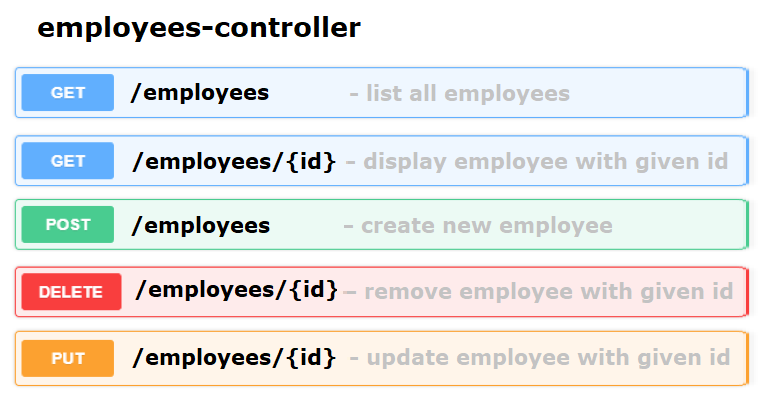 employees-controller
GET /employees – list all employees
GET /employees/{id} – display employee with given id
POST /employees – create new employee
DELETE /employees/{id} – remove employee with given id
PUT /employees/{id} - update employee with given id